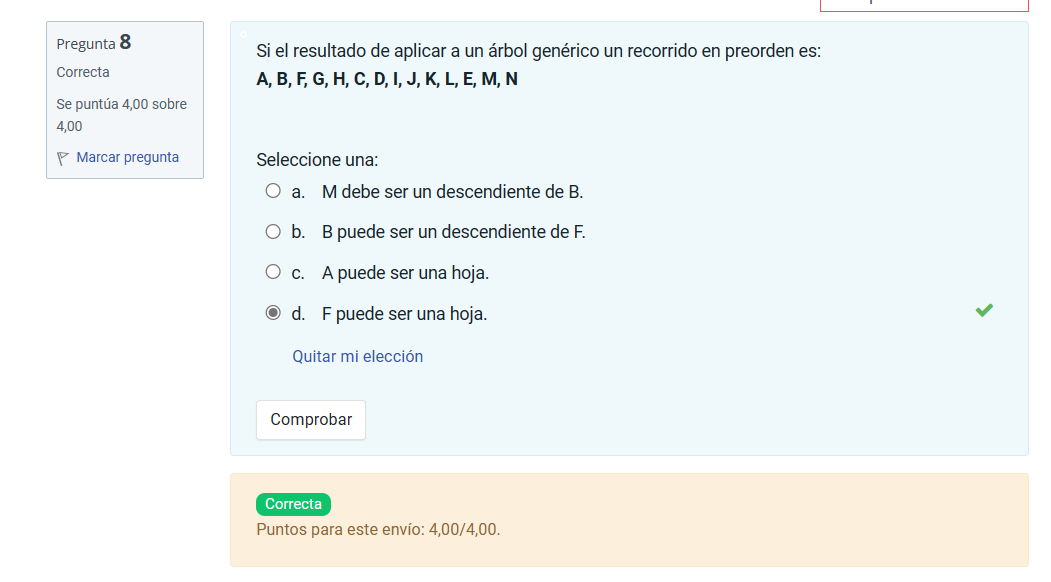 Pregunta 8
Correcta
Se puntúa 4,00 sobre
4,00
Marcar pregunta
Si el resultado de aplicar a un árbol genérico un recorrido en preorden es:
A, B, F, G, H, C, D, I, J, K, L, E, M, N
Seleccione una:
a. M debe ser un descendiente de B.
b. B puede ser un descendiente de F.
c. A puede ser una hoja.
d. F puede ser una hoja.
Quitar mi elección
Comprobar
Correcta
Puntos para este envío: 4,00/4,00.